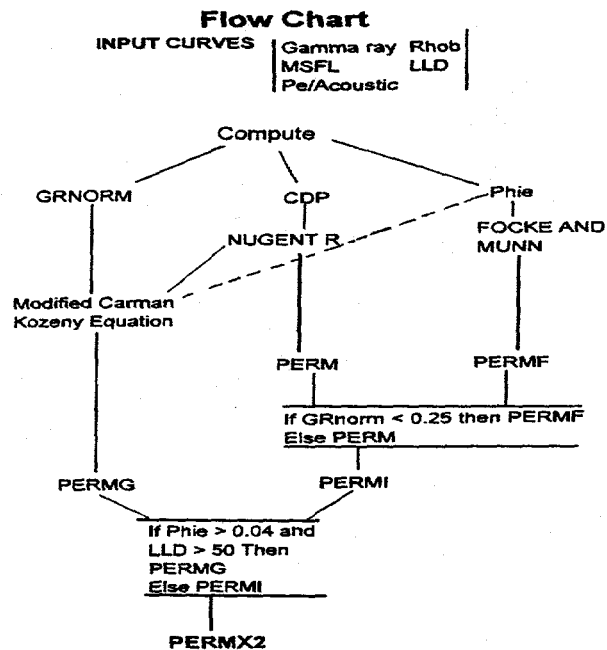 Flow Chart
INPUT CURVES
Gamma ray Rhob
MSFL LLD
Pe/Acoustic
Compute
GRNORM
CDP
Phie
NUGENT R
FOCKE AND
MUNN
Modified Carman
Kozeny Equation
PERM
PERMF
If GRnorm < 0.25 then PERMF
Else PERM
PERMG
PERMI
If Phie > 0.04 and
LLD > 50 Then
PERMG
Else PERMI
PERMX2